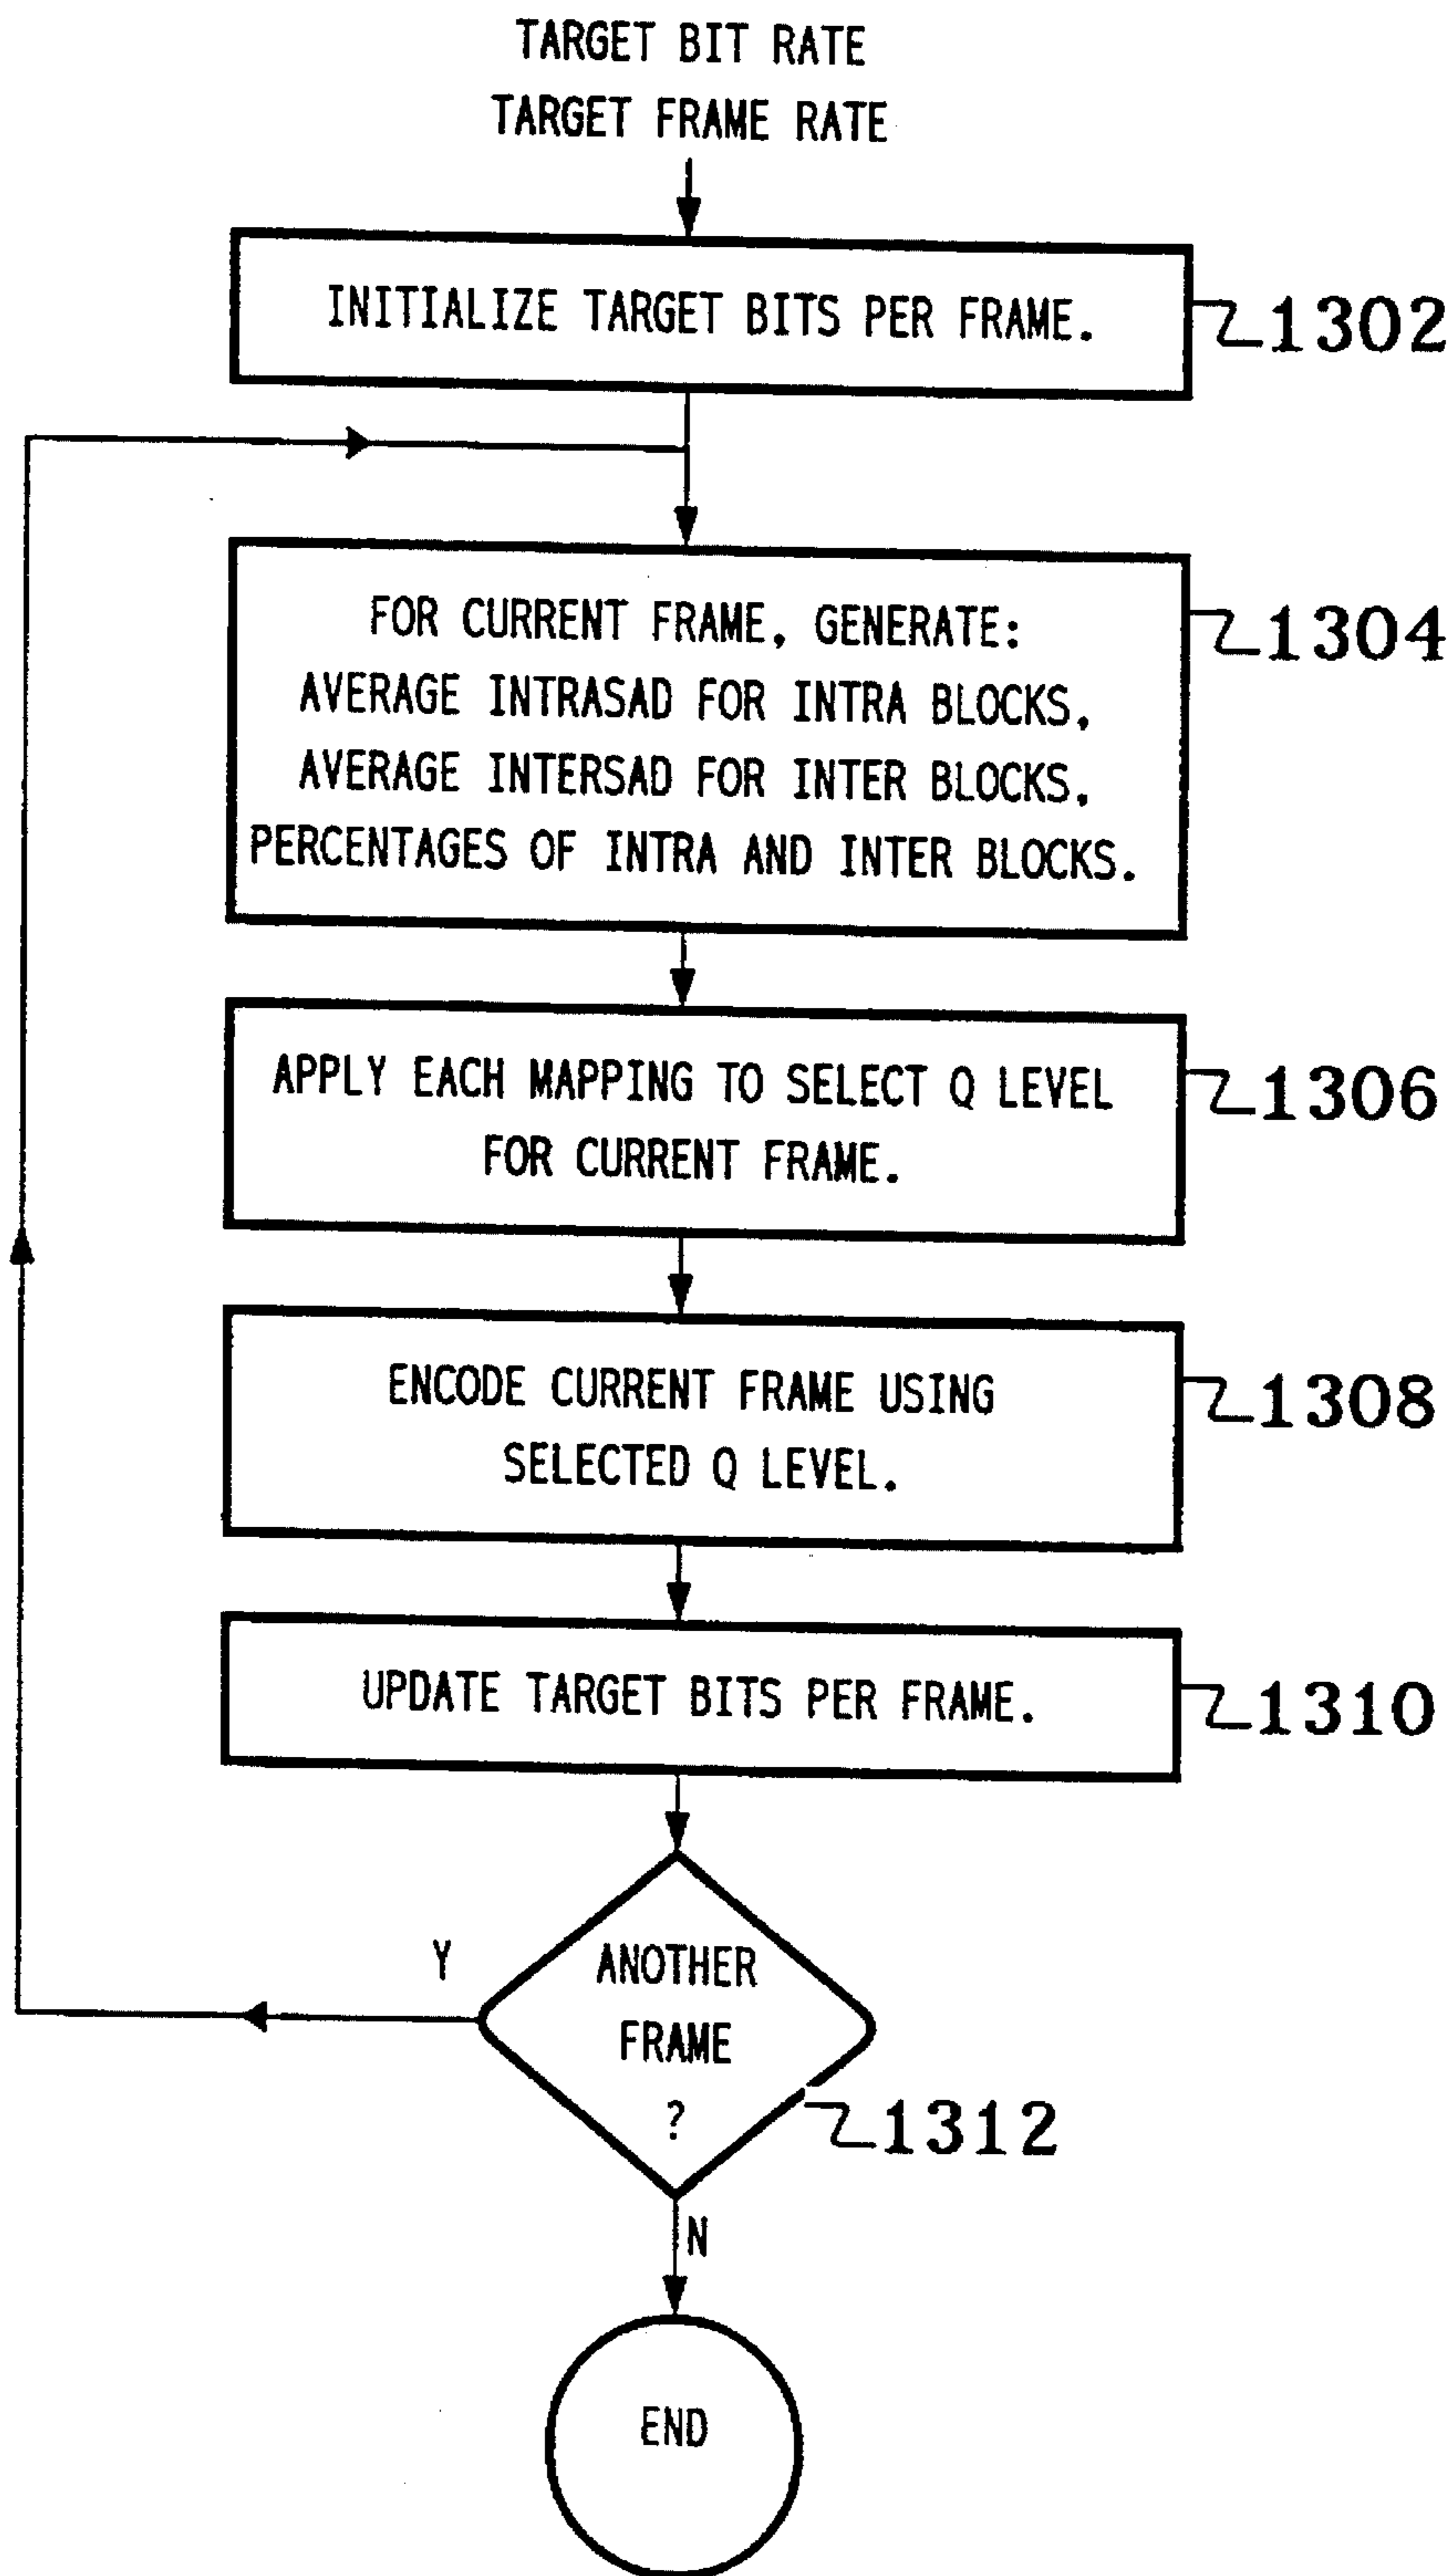 TARGET BIT RATE
TARGET FRAME RATE
INITIALIZE TARGET BITS PER FRAME.
1302
FOR CURRENT FRAME, GENERATE:
AVERAGE INTRASAD FOR INTRA BLOCKS,
AVERAGE INTERSAD FOR INTER BLOCKS,
PERCENTAGES OF INTRA AND INTER BLOCKS.
1304
APPLY EACH MAPPING TO SELECT Q LEVEL
FOR CURRENT FRAME.
1306
ENCODE CURRENT FRAME USING
SELECTED Q LEVEL.
1308
UPDATE TARGET BITS PER FRAME.
1310
Y
ANOTHER
FRAME
?
1312
N
END